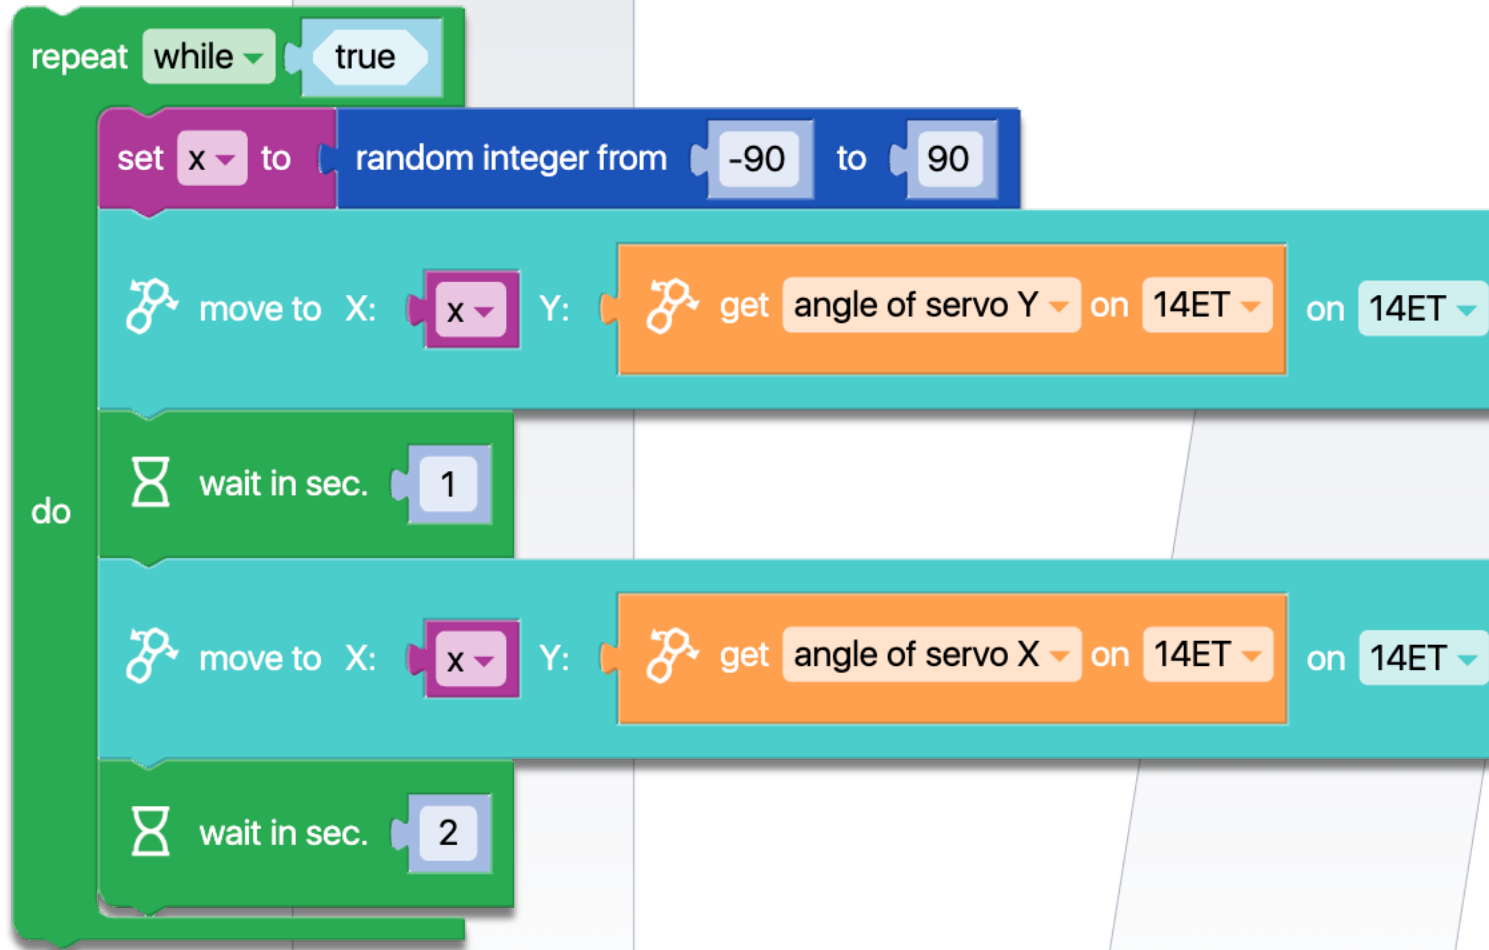 repeat while true
set x to random integer from -90 to 90
move to X: x Y: get angle of servo Y on 14ET on 14ET
wait in sec. 1
do
move to X: x Y: get angle of servo X on 14ET on 14ET
wait in sec. 2